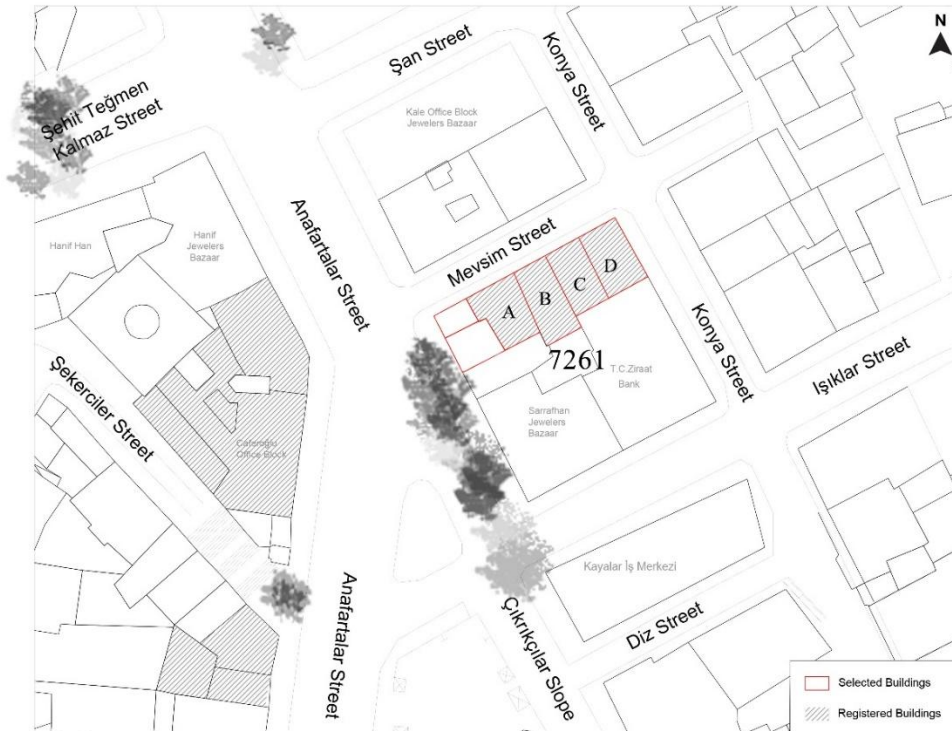 N
Şan Street
Konya Street
Şehit Teğmen
Kalmaz Street
Kale Office Block
Jewelers Bazaar
Anafartalar Street
Mevsim Street
Hanif Han
Hanif
Jewelers
Bazaar
A
B
C
D
Konya Street
7261
T.C.Ziraat
Bank
Işıklar Street
Şekerciler Street
Sarrafhan
Jewelers
Bazaar
Caferoğlu
Office Block
Kayalar İş Merkezi
Anafartalar Street
Çıkrıkçılar Slope
Diz Street
Selected Buildings
Registered Buildings